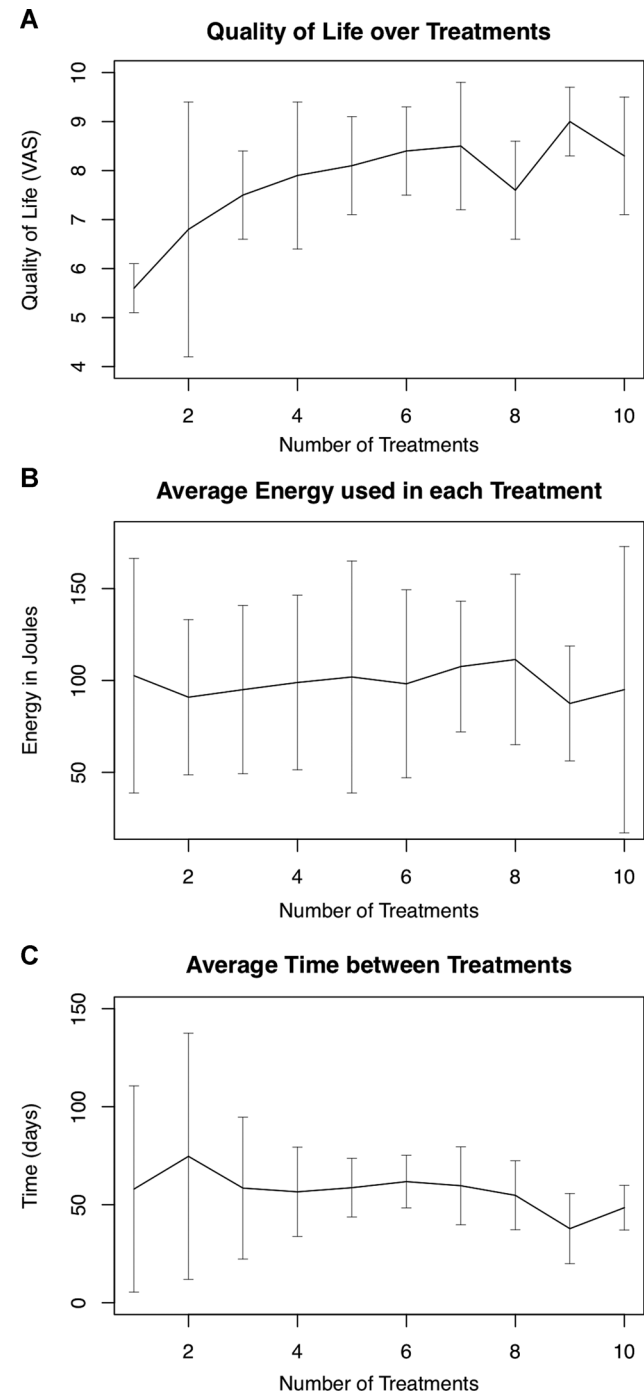 A
Quality of Life over Treatments
Quality of Life (VAS)
10
9
8
7
6
5
4
2 4 6 8 10
Number of Treatments
B
Average Energy used in each Treatment
Energy in Joules
150
100
50
2 4 6 8 10
Number of Treatments
C
Average Time between Treatments
Time (days)
150
100
50
0
2 4 6 8 10
Number of Treatments